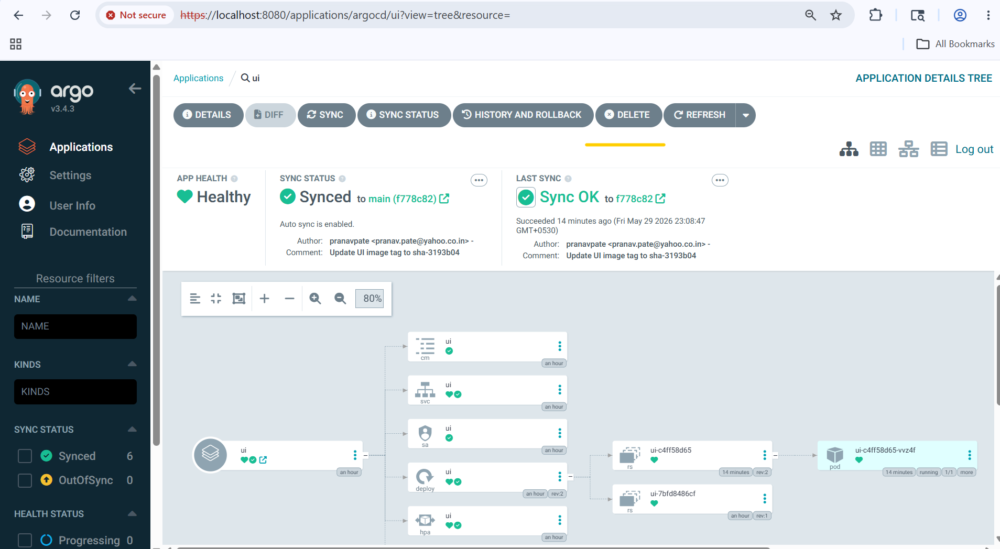 Not secure
https://localhost:8080/applications/argocd/ui?view=tree&resource=
All Bookmarks
argo
v3.4.3
Applications
Settings
User Info
Documentation
Resource filters
NAME
NAME
KINDS
KINDS
SYNC STATUS
Synced 6
OutOfSync 0
HEALTH STATUS
Progressing 0
Applications / ui
APPLICATION DETAILS TREE
DETAILS
DIFF
SYNC
SYNC STATUS
HISTORY AND ROLLBACK
DELETE
REFRESH
Log out
APP HEALTH ?
Healthy
SYNC STATUS ?
Synced to main (f778c82)
Auto sync is enabled.
Author: pranavpate <pranav.pate@yahoo.co.in> -
Comment: Update UI image tag to sha-3193b04
LAST SYNC ?
Sync OK to f778c82
Succeeded 14 minutes ago (Fri May 29 2026 23:08:47
GMT+0530)
Author: pranavpate <pranav.pate@yahoo.co.in> -
Comment: Update UI image tag to sha-3193b04
80%
ui
an hour
ui
cm
an hour
ui
svc
an hour
ui
sa
an hour
ui
deploy
an hour rev:2
ui
hpa
an hour
ui-c4ff58d65
rs
14 minutes rev:2
ui-7bfd8486cf
rs
an hour rev:1
ui-c4ff58d65-vvz4f
pod
14 minutes running 1/1 more